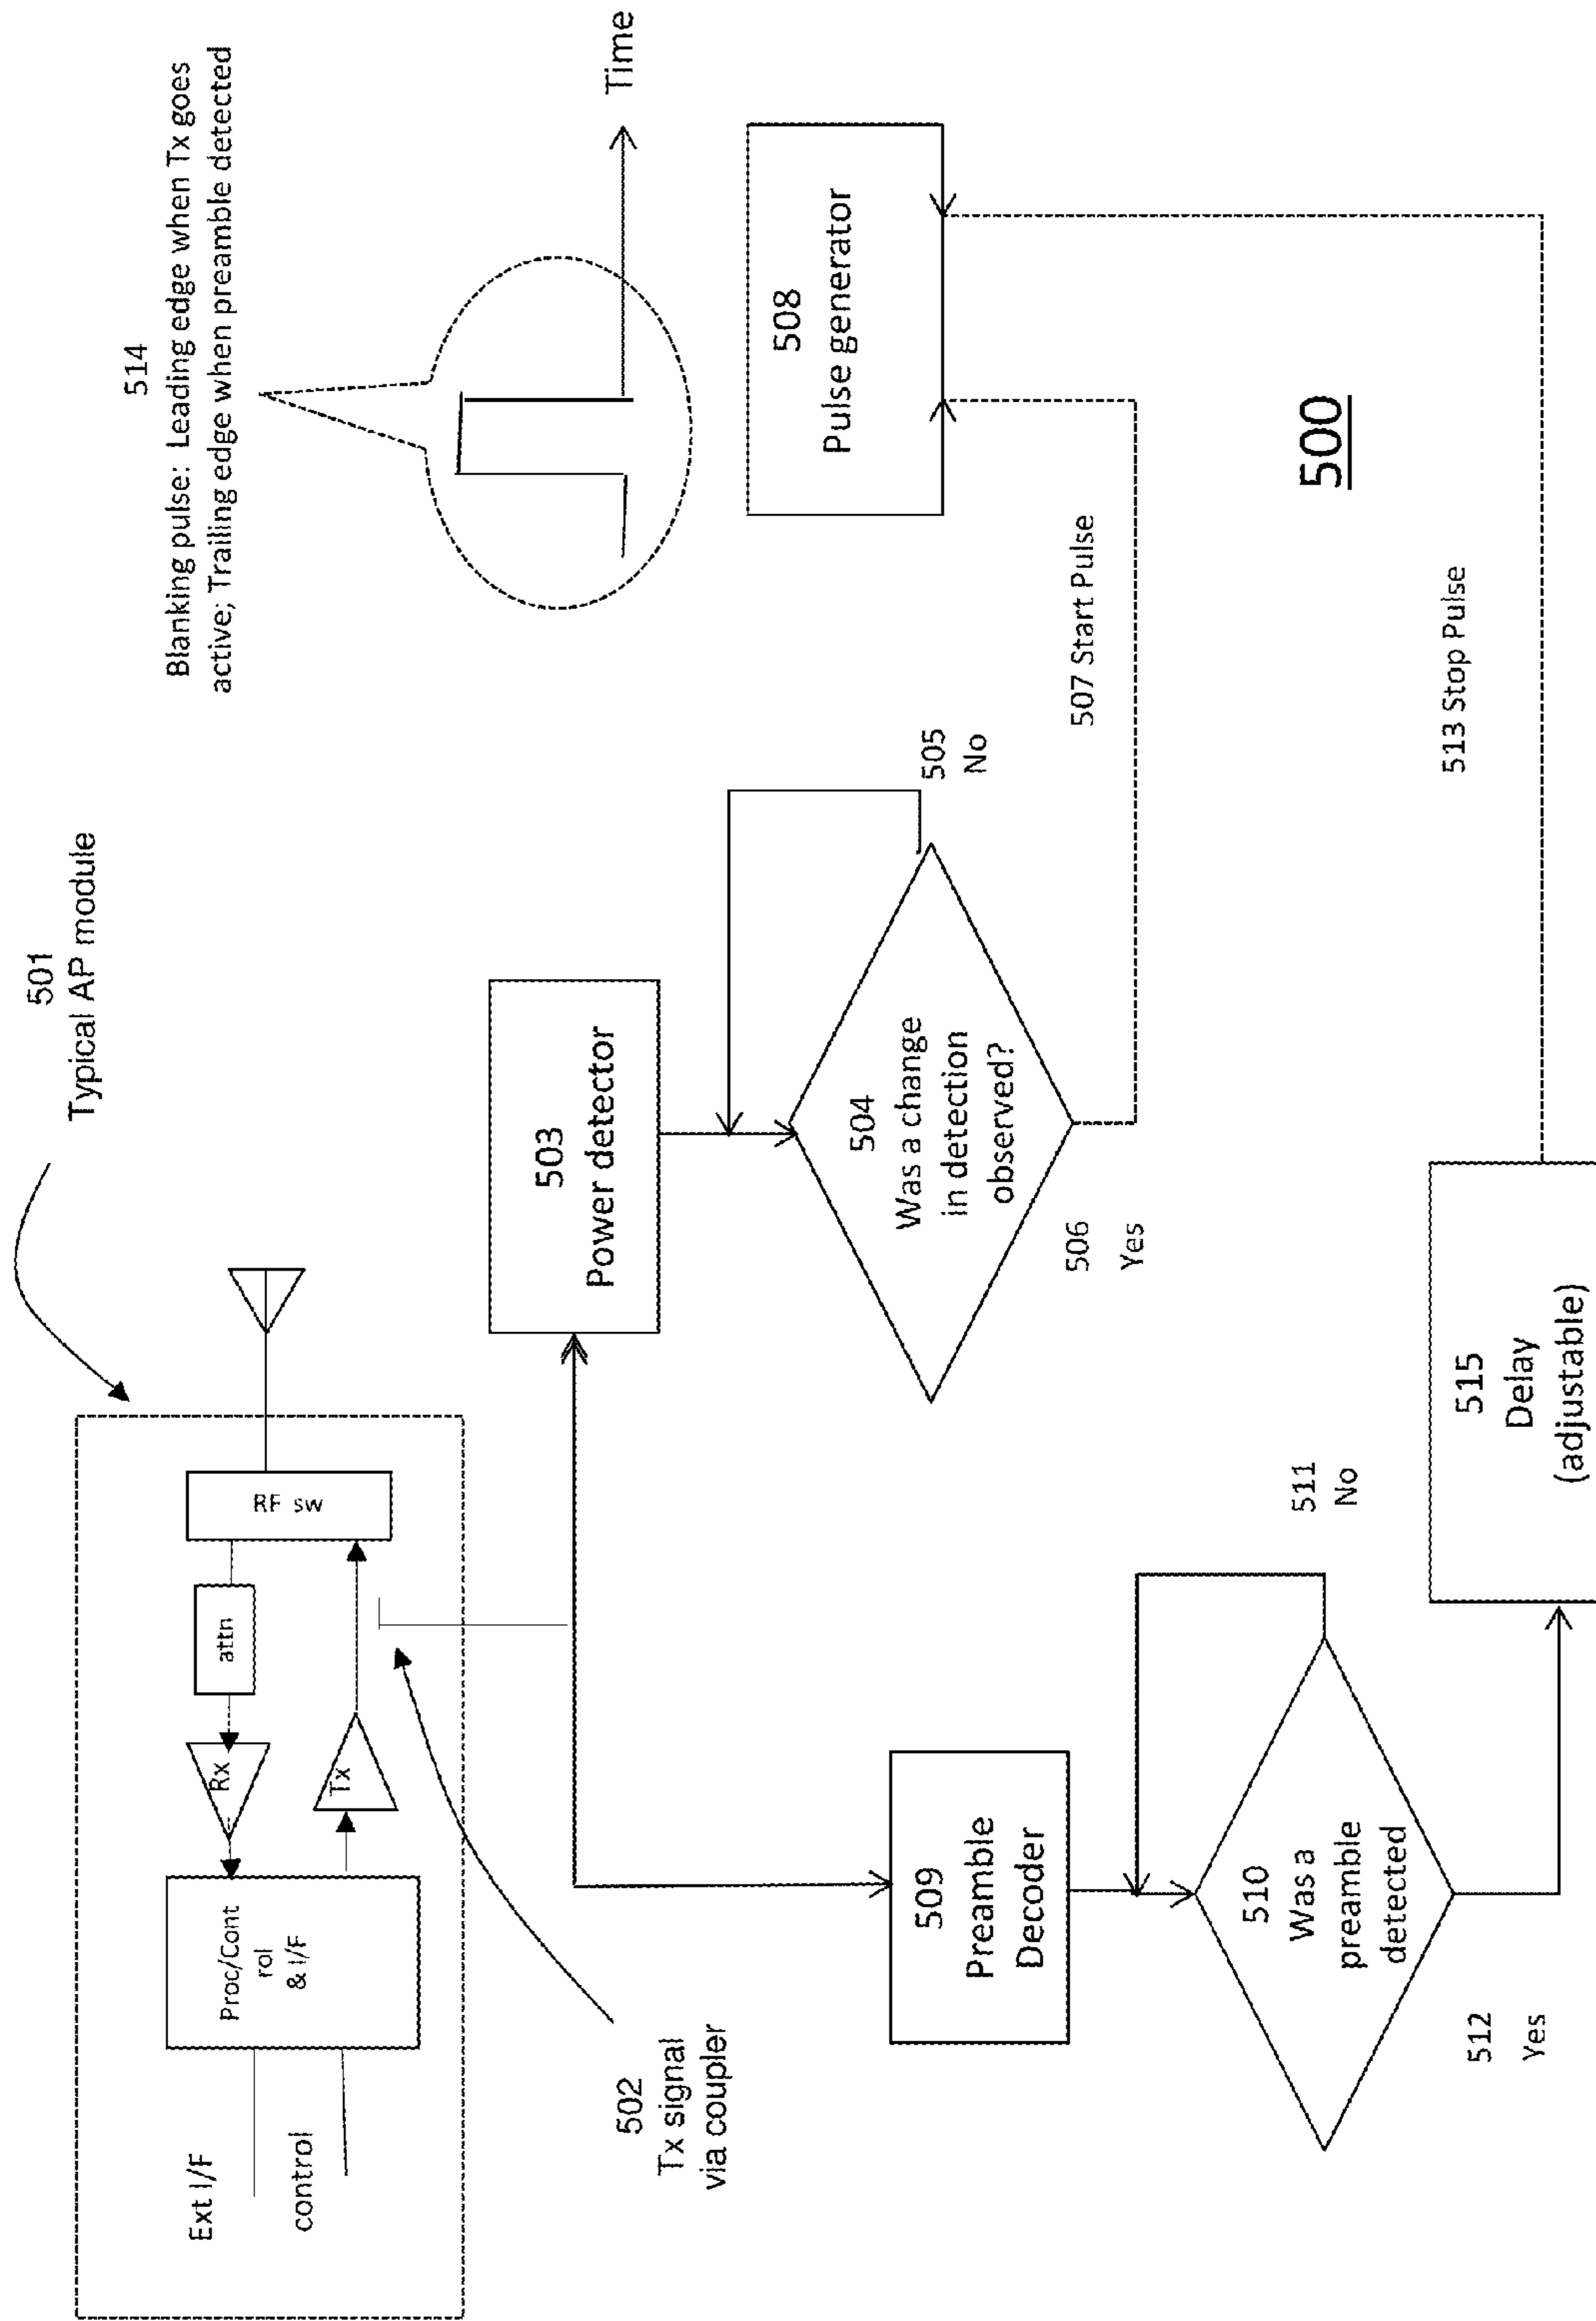 501
Typical AP module
514
Blanking pulse: Leading edge when Tx goes
active; Trailing edge when preamble detected
Time
Ext I/F
control
Proc/Cont
rol
& I/F
Rx
Tx
attn
RF sw
502
Tx signal
via coupler
503
Power detector
504
Was a change
in detection
observed?
505
No
506
Yes
507 Start Pulse
508
Pulse generator
509
Preamble
Decoder
510
Was a
preamble
detected
511
No
512
Yes
515
Delay
(adjustable)
513 Stop Pulse
500